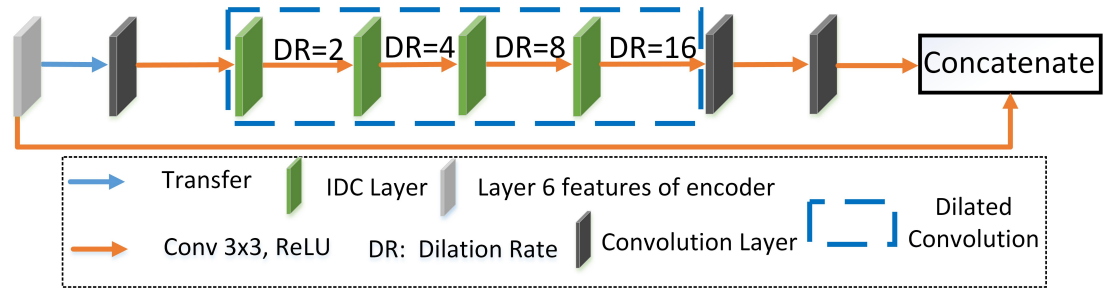 DR=2 DR=4 DR=8 DR=16
Concatenate
Transfer
IDC Layer
Layer 6 features of encoder
Dilated
Convolution
Conv 3x3, ReLU
DR: Dilation Rate
Convolution Layer